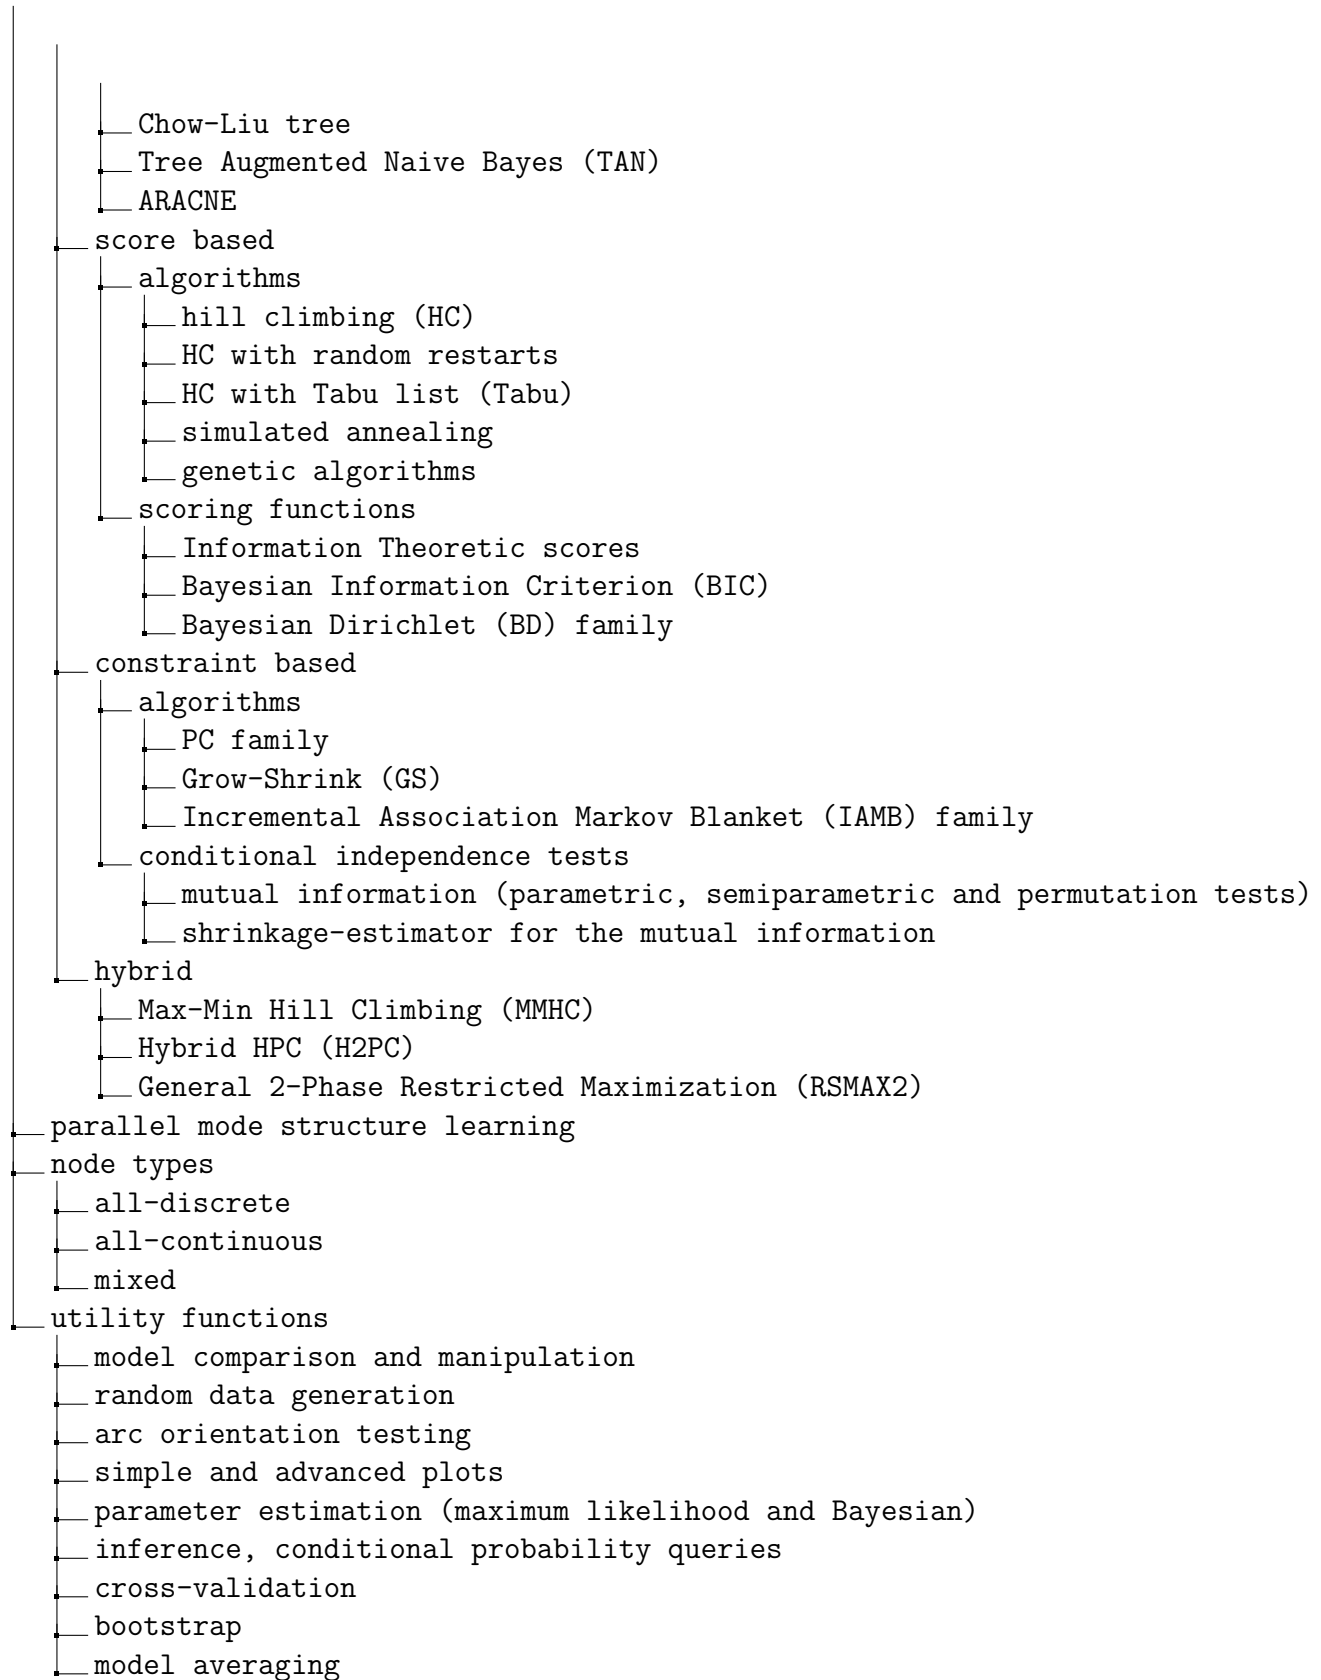 Chow-Liu tree
Tree Augmented Naive Bayes (TAN)
ARACNE
score based
algorithms
hill climbing (HC)
HC with random restarts
HC with Tabu list (Tabu)
simulated annealing
genetic algorithms
scoring functions
Information Theoretic scores
Bayesian Information Criterion (BIC)
Bayesian Dirichlet (BD) family
constraint based
algorithms
PC family
Grow-Shrink (GS)
Incremental Association Markov Blanket (IAMB) family
conditional independence tests
mutual information (parametric, semiparametric and permutation tests)
shrinkage-estimator for the mutual information
hybrid
Max-Min Hill Climbing (MMHC)
Hybrid HPC (H2PC)
General 2-Phase Restricted Maximization (RSMAX2)
parallel mode structure learning
node types
all-discrete
all-continuous
mixed
utility functions
model comparison and manipulation
random data generation
arc orientation testing
simple and advanced plots
parameter estimation (maximum likelihood and Bayesian)
inference, conditional probability queries
cross-validation
bootstrap
model averaging